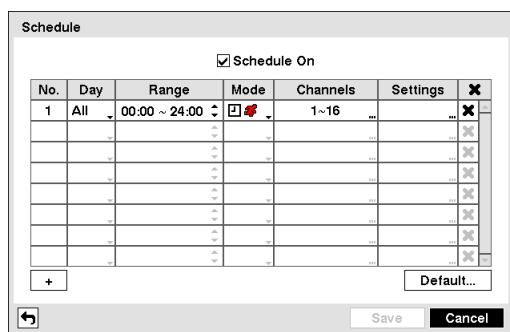 Schedule
Schedule On
No. Day Range Mode Channels Settings
1 All 00:00 ~ 24:00 1~16 ... ...
+ Default...
Save Cancel